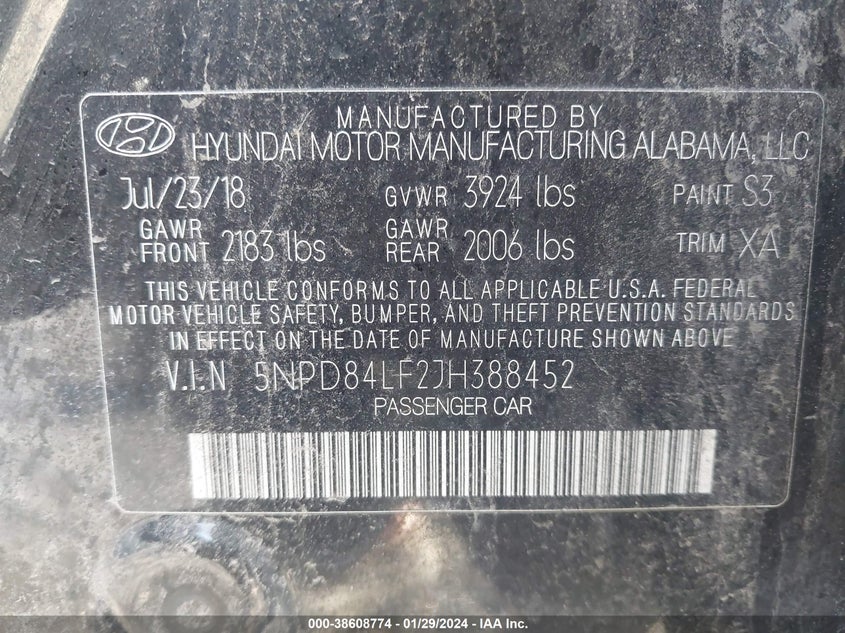 MANUFACTURED BY
HYUNDAI MOTOR MANUFACTURING ALABAMA, LLC
Jul/23/18 GVWR 3924 lbs PAINT S3
GAWR FRONT 2183 lbs GAWR REAR 2006 lbs TRIM XA
THIS VEHICLE CONFORMS TO ALL APPLICABLE U.S.A. FEDERAL
MOTOR VEHICLE SAFETY, BUMPER, AND THEFT PREVENTION STANDARDS
IN EFFECT ON THE DATE OF MANUFACTURE SHOWN ABOVE
V.I.N 5NPD84LF2JH388452
PASSENGER CAR
000-38608774 - 01/29/2024 - IAA Inc.